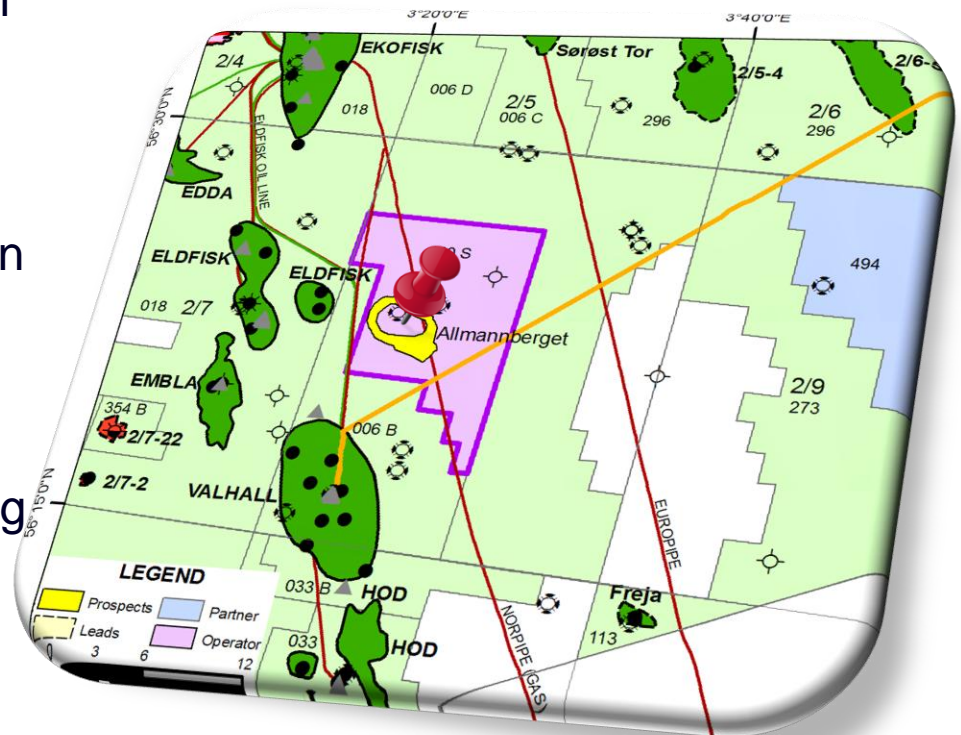 3°20'0"E
3°40'0"E
EKOFISK
Sørøst Tor
2/4
2/5-4
006 D
2/5
006 C
018
296
2/6
296
56°30'0"N
ELDFISK OIL LINE
EDDA
n
ELDFISK
ELDFISK
S
494
018
2/7
Allmannberget
EMBLA
2/9
273
354 B
2/7-22
006 B
2/7-2
VALHALL
g
56°15'0"N
EUROPIPE
LEGEND
Prospects
Partner
Leads
Operator
0 3 6 12
033 B
HOD
Freja
033
HOD
113
NORPIPE (GAS)